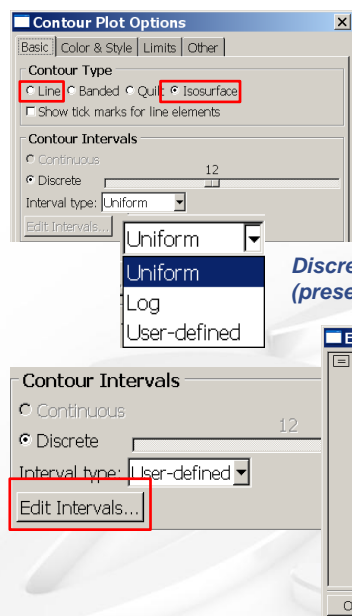 Contour Plot Options
Basic Color & Style Limits Other
Contour Type
Line Banded Quilt Isosurface
Show tick marks for line elements
Contour Intervals
Continuous
12
Discrete
Interval type: Uniform
Edit Intervals...
Uniform
Uniform
Log
User-defined
Contour Intervals
Continuous
12
Discrete
Interval type: User-defined
Edit Intervals...